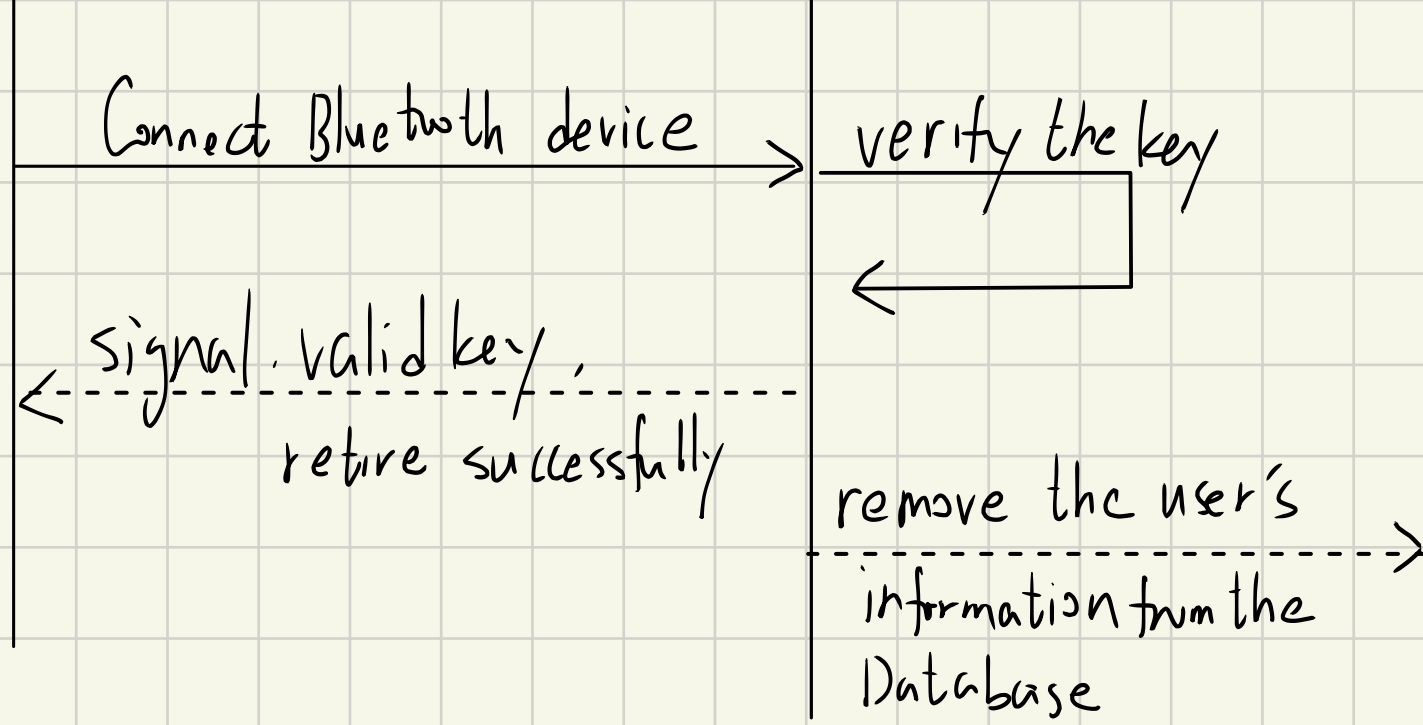 Connect Bluetooth device
verify the key
signal. valid key,
retire successfully
remove the user's
information from the
Database